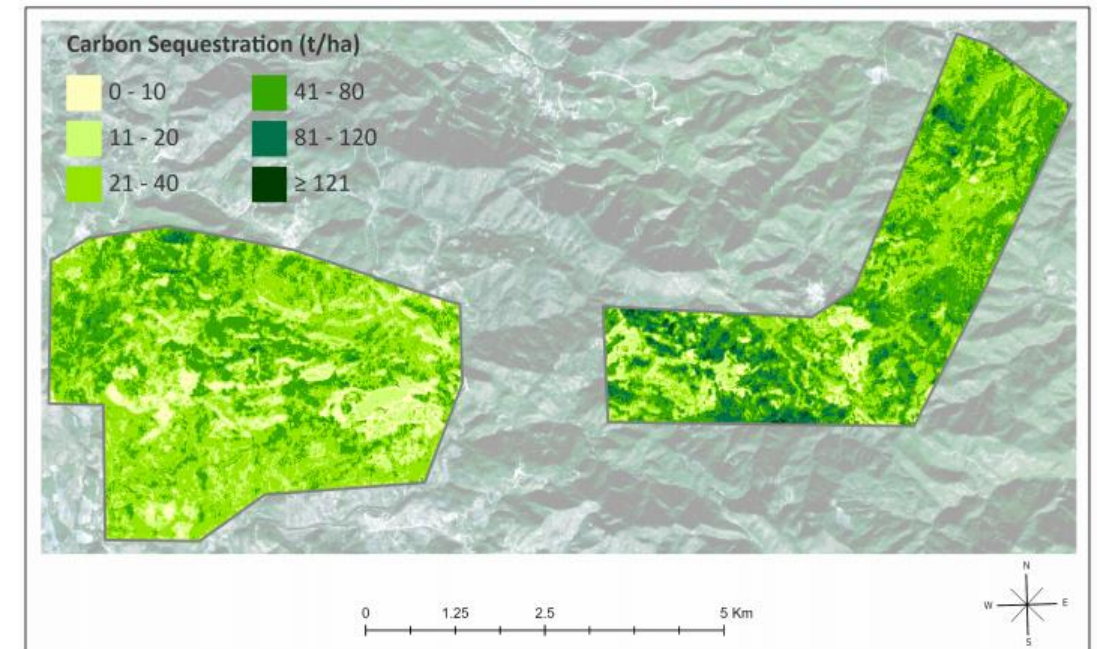 Carbon Sequestration (t/ha)
0 - 10
11 - 20
21 - 40
41 - 80
81 - 120
≥ 121
0 1.25 2.5 5 Km
N
W E
S